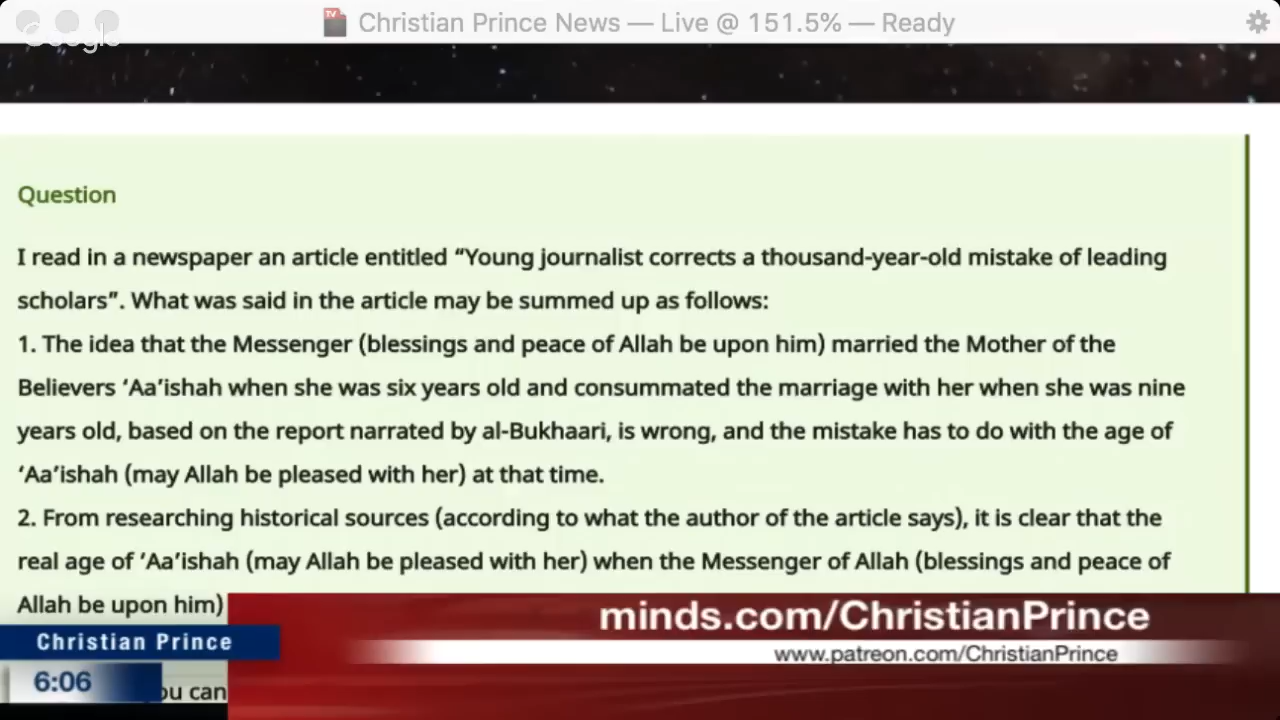 Christian Prince News — Live @ 151.5% — Ready
Google
Question
I read in a newspaper an article entitled “Young journalist corrects a thousand-year-old mistake of leading
scholars”. What was said in the article may be summed up as follows:
1. The idea that the Messenger (blessings and peace of Allah be upon him) married the Mother of the
Believers ‘Aa’ishah when she was six years old and consummated the marriage with her when she was nine
years old, based on the report narrated by al-Bukhaari, is wrong, and the mistake has to do with the age of
‘Aa’ishah (may Allah be pleased with her) at that time.
2. From researching historical sources (according to what the author of the article says), it is clear that the
real age of ‘Aa’ishah (may Allah be pleased with her) when the Messenger of Allah (blessings and peace of
Allah be upon him)
minds.com/ChristianPrince
Christian Prince
www.patreon.com/ChristianPrince
6:06
can